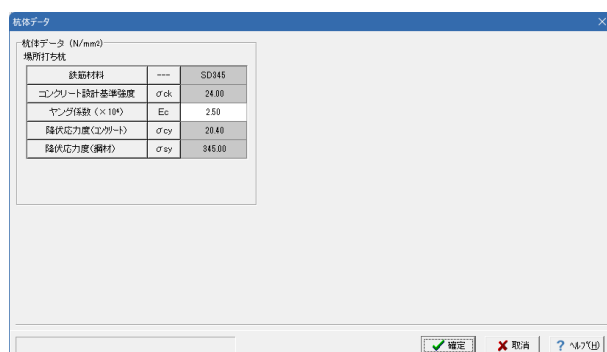 杭体データ
杭体データ (N/mm2)
場所打ち杭
鉄筋材料 --- SD345
コンクリート設計基準強度 σck 24.00
ヤング係数(×10⁴) Ec 2.50
降伏応力度(コンクリート) σcy 20.40
降伏応力度(鋼材) σsy 345.00
確定 取消 ? ヘルプ(H)